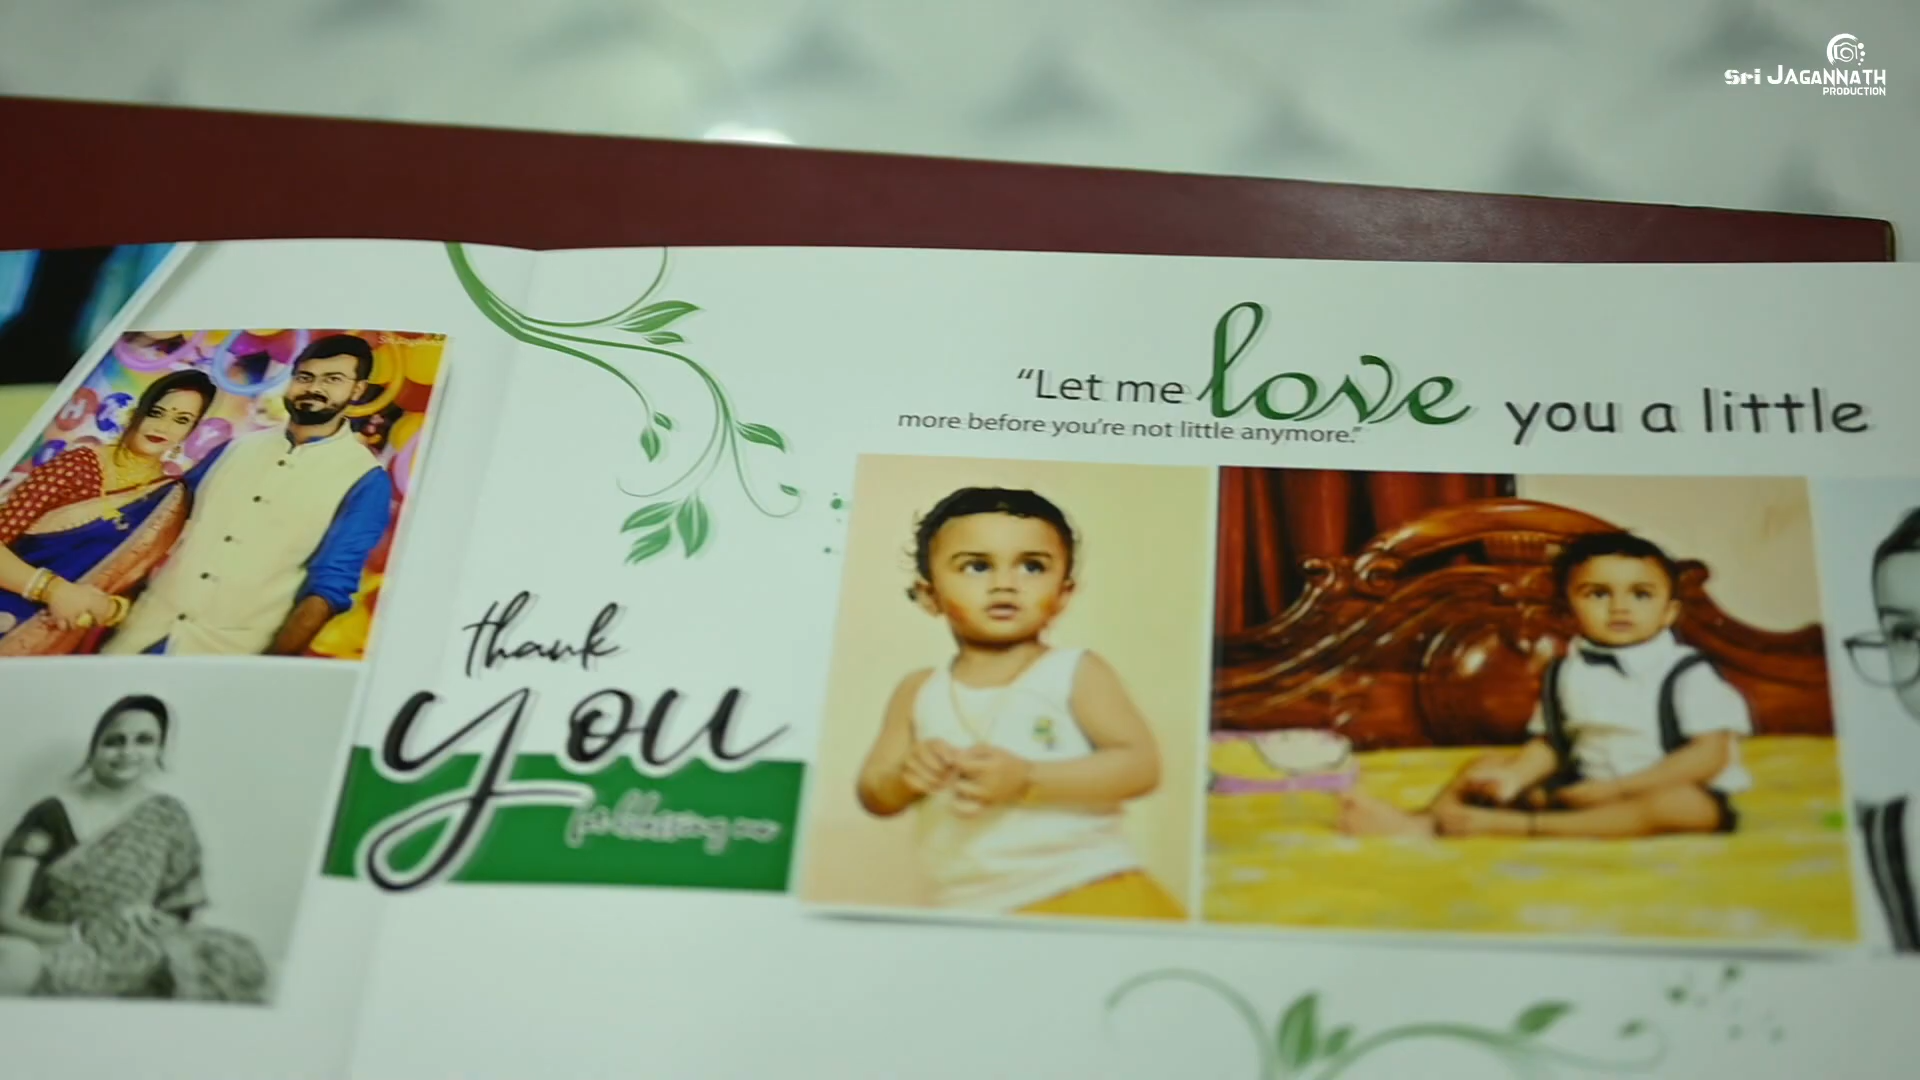 Sri JAGANNATH
PRODUCTION
“Let me love you a little
more before you’re not little anymore.”
thank
you